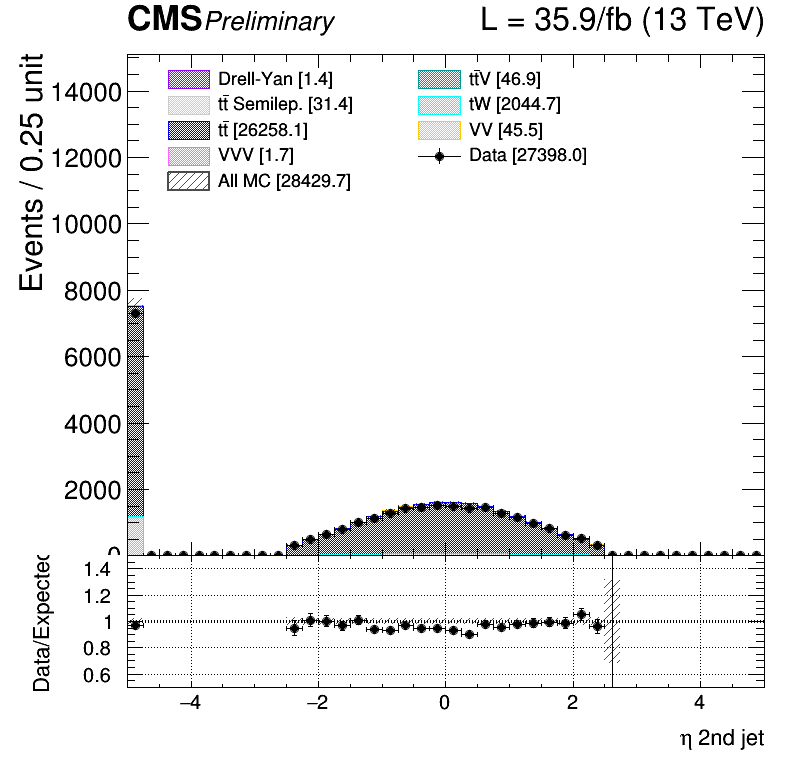 CMS Preliminary L = 35.9/fb (13 TeV)
Events / 0.25 unit
Drell-Yan [1.4]
tt̄ Semilep. [31.4]
tt̄ [26258.1]
VVV [1.7]
All MC [28429.7]
tt̄V [46.9]
tW [2044.7]
VV [45.5]
Data [27398.0]
14000
12000
10000
8000
6000
4000
2000
0
Data/Expected
1.4
1.2
1
0.8
0.6
−4 −2 0 2 4
η 2nd jet